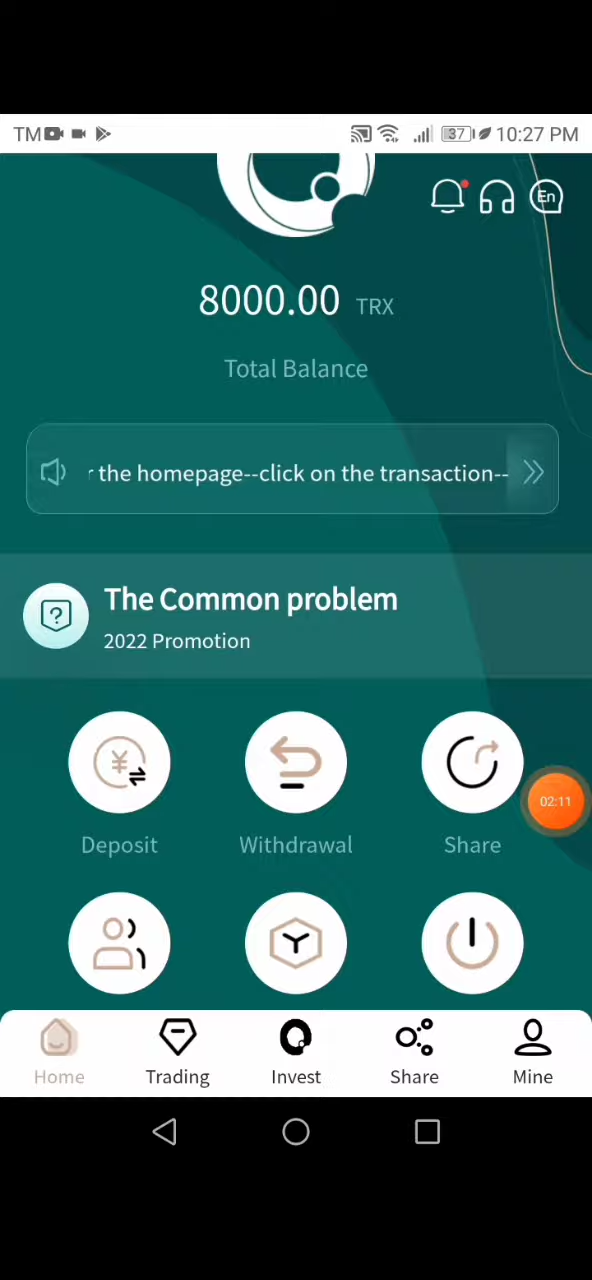 TM
37 10:27 PM
En
8000.00 TRX
Total Balance
the homepage--click on the transaction--
The Common problem
2022 Promotion
Deposit
Withdrawal
Share
02:11
Home
Trading
Invest
Share
Mine